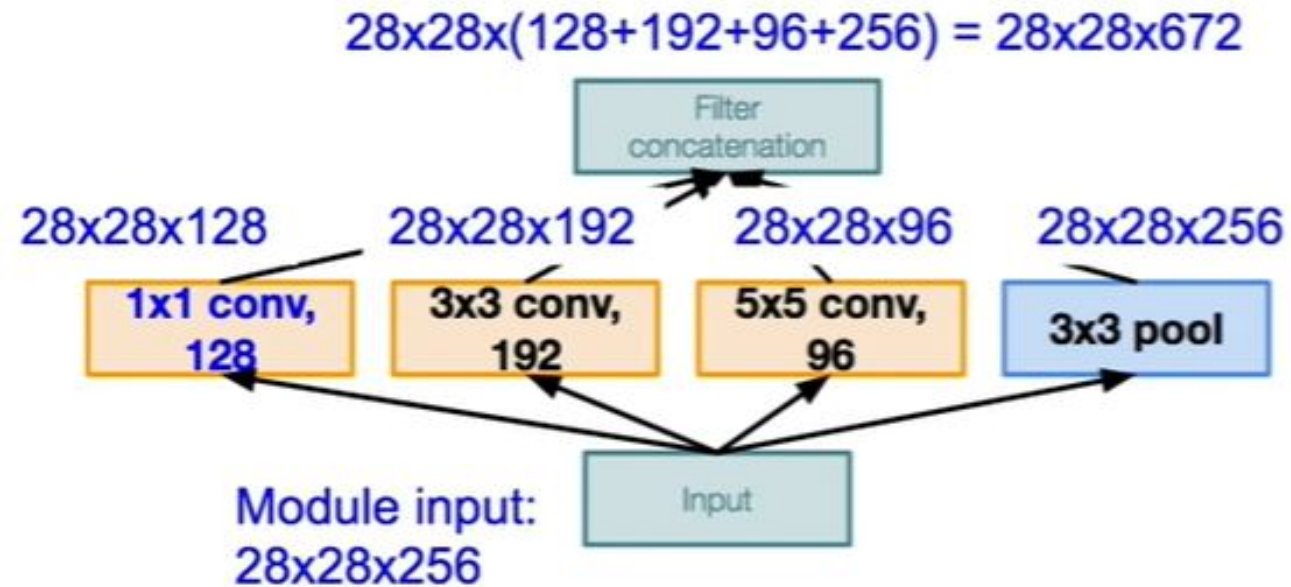 28x28x(128+192+96+256) = 28x28x672
Filter
concatenation
28x28x128
28x28x192
28x28x96
28x28x256
1x1 conv,
128
3x3 conv,
192
5x5 conv,
96
3x3 pool
Module input:
28x28x256
Input